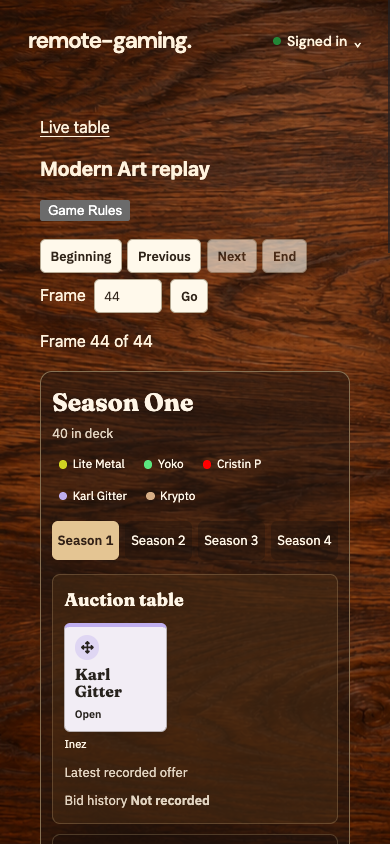 remote-gaming.
Signed in
Live table
Modern Art replay
Game Rules
Beginning Previous Next End
Frame 44 Go
Frame 44 of 44
Season One
40 in deck
Lite Metal Yoko Cristin P
Karl Gitter Krypto
Season 1 Season 2 Season 3 Season 4
Auction table
Karl
Gitter
Open
Inez
Latest recorded offer
Bid history Not recorded